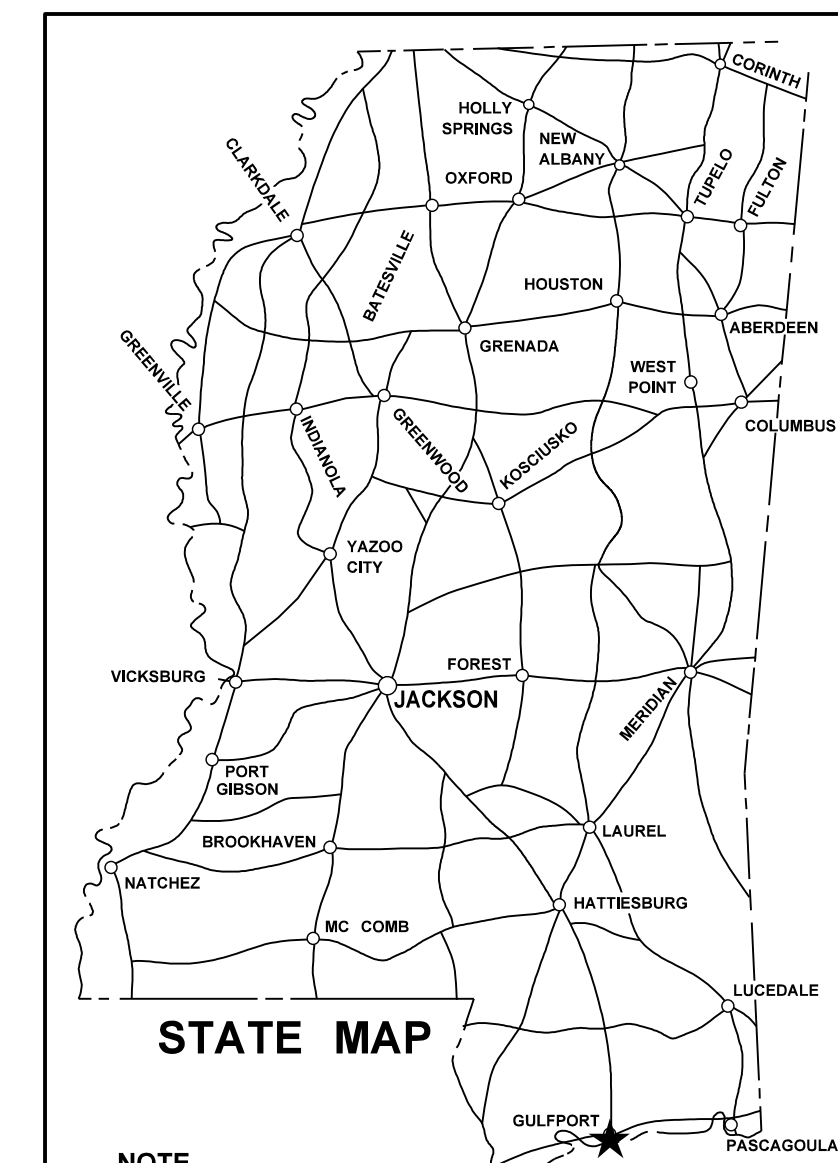 CORINTH
HOLLY
SPRINGS
NEW
ALBANY
CLARKDALE
OXFORD
TUPELO
FULTON
BATESVILLE
HOUSTON
ABERDEEN
GRENADA
GREENVILLE
WEST
POINT
COLUMBUS
INDIANOLA
GREENWOOD
KOSCIUSKO
YAZOO
CITY
VICKSBURG
FOREST
JACKSON
MERIDIAN
PORT
GIBSON
BROOKHAVEN
LAUREL
NATCHEZ
HATTIESBURG
MC COMB
LUCEDALE
STATE MAP
GULFPORT
PASCAGOULA
NOTE